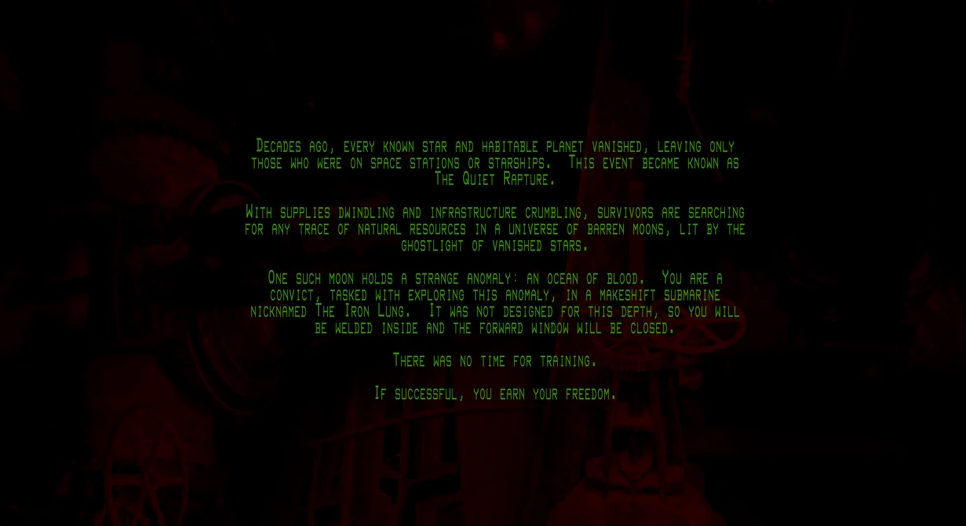 Decades ago, every known star and habitable planet vanished, leaving only
those who were on space stations or starships.  This event became known as
The Quiet Rapture.
With supplies dwindling and infrastructure crumbling, survivors are searching
for any trace of natural resources in a universe of barren moons, lit by the
ghostlight of vanished stars.
One such moon holds a strange anomaly: an ocean of blood.  You are a
convict, tasked with exploring this anomaly, in a makeshift submarine
nicknamed The Iron Lung.  It was not designed for this depth, so you will
be welded inside and the forward window will be closed.
There was no time for training.
If successful, you earn your freedom.